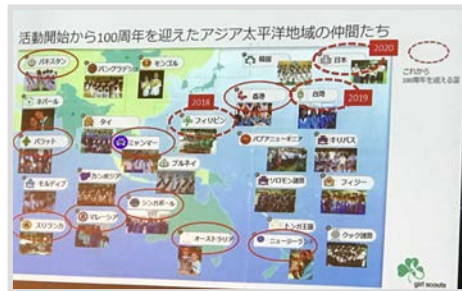 活動開始から100周年を迎えたアジア太平洋地域の仲間たち
2020
パキスタン
バングラデシュ
モンゴル
韓国
日本
これから
100周年を迎える国
ネパール
2018
香港
台湾
2019
タイ
フィリピン
ミャンマー
パプアニューギニア
キリバス
ブルネイ
モルディブ
カンボジア
ソロモン諸島
フィジー
スリランカ
マレーシア
シンガポール
オーストラリア
トンガ王国
ニュージーランド
クック諸島
girl scouts